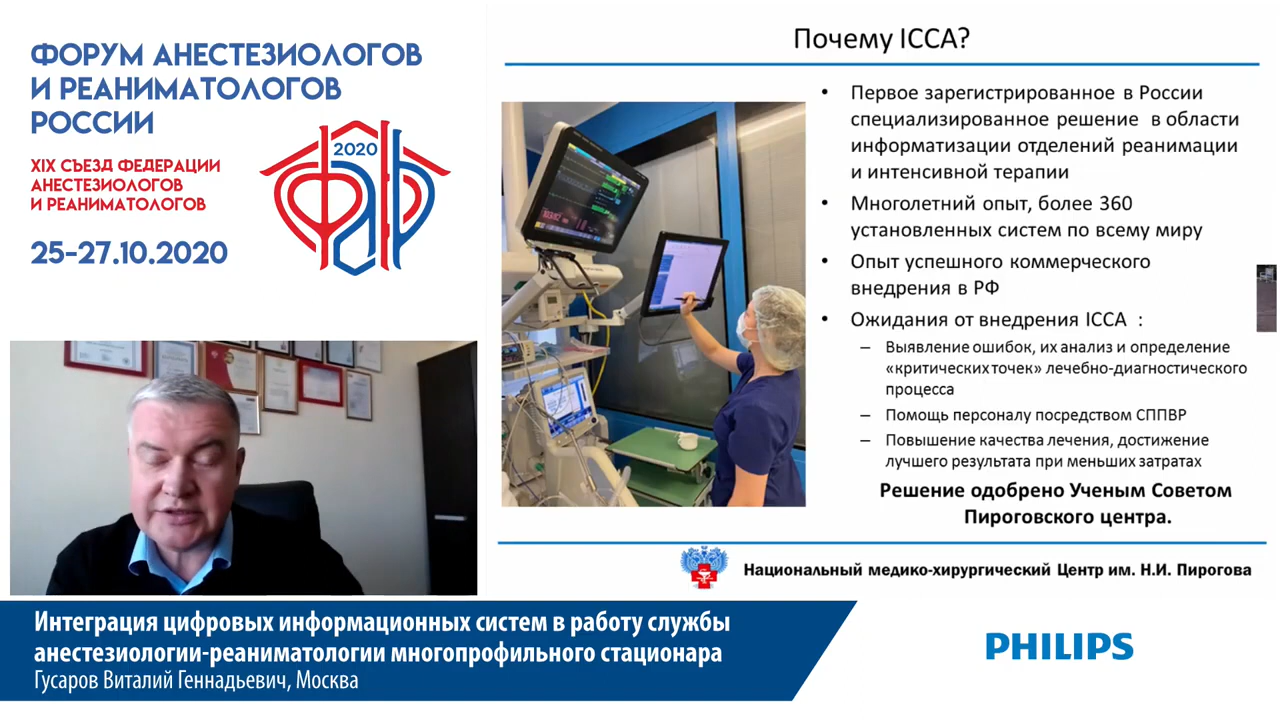 ФОРУМ АНЕСТЕЗИОЛОГОВ
И РЕАНИМАТОЛОГОВ
РОССИИ
XIX СЪЕЗД ФЕДЕРАЦИИ
АНЕСТЕЗИОЛОГОВ
И РЕАНИМАТОЛОГОВ
25-27.10.2020
2020
ФАР
Почему ICCA?
• Первое зарегистрированное в России
специализированное решение в области
информатизации отделений реанимации
и интенсивной терапии
• Многолетний опыт, более 360
установленных систем по всему миру
• Опыт успешного коммерческого
внедрения в РФ
• Ожидания от внедрения ICCA :
– Выявление ошибок, их анализ и определение
«критических точек» лечебно-диагностического
процесса
– Помощь персоналу посредством СППВР
– Повышение качества лечения, достижение
лучшего результата при меньших затратах
Решение одобрено Ученым Советом
Пироговского центра.
Национальный медико-хирургический Центр им. Н.И. Пирогова
Интеграция цифровых информационных систем в работу службы
анестезиологии-реаниматологии многопрофильного стационара
Гусаров Виталий Геннадьевич, Москва
PHILIPS